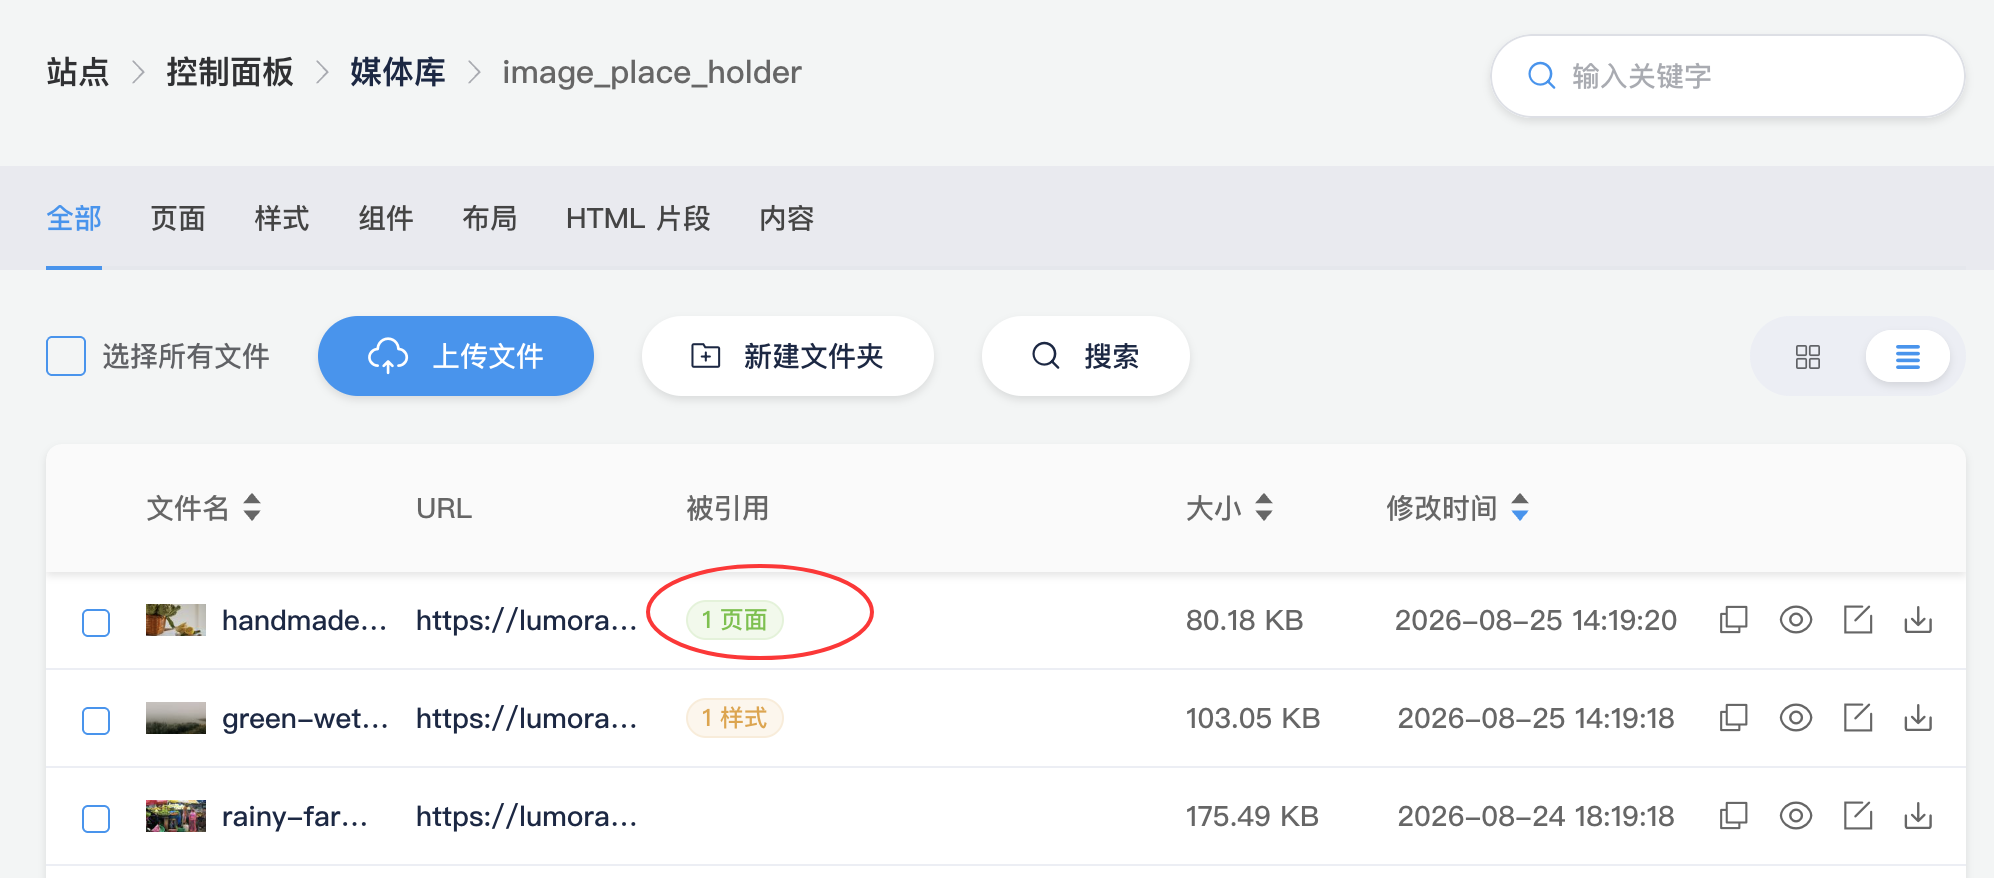 站点 > 控制面板 > 媒体库 > image_place_holder
输入关键字
全部 页面 样式 组件 布局 HTML 片段 内容
选择所有文件 上传文件 新建文件夹 搜索
文件名 URL 被引用 大小 修改时间
handmade... https://lumora... 1 页面 80.18 KB 2026-08-25 14:19:20
green-wet... https://lumora... 1 样式 103.05 KB 2026-08-25 14:19:18
rainy-far... https://lumora... 175.49 KB 2026-08-24 18:19:18